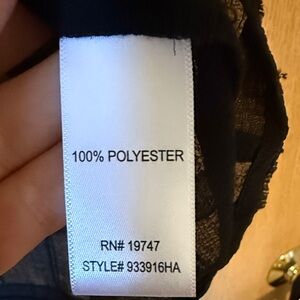 100% POLYESTER
RN# 19747
STYLE# 933916HA